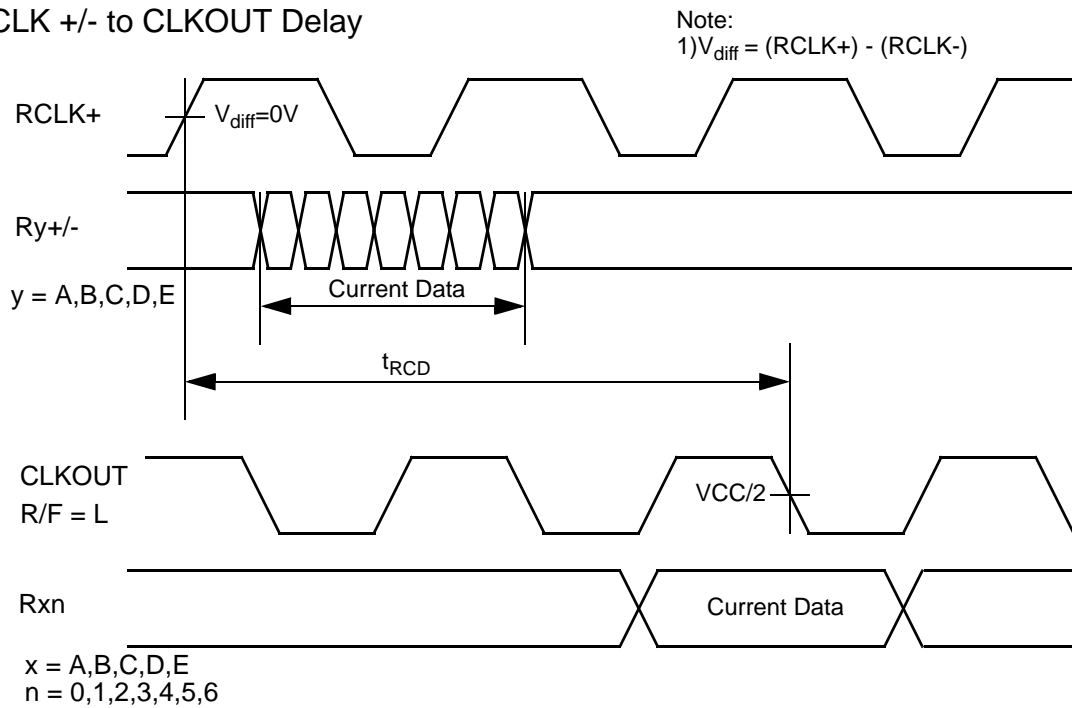 CLK +/- to CLKOUT Delay
Note:
1)Vdiff = (RCLK+) - (RCLK-)
RCLK+
Vdiff=0V
Ry+/-
y = A,B,C,D,E
Current Data
tRCD
CLKOUT
R/F = L
VCC/2
Rxn
Current Data
x = A,B,C,D,E
n = 0,1,2,3,4,5,6